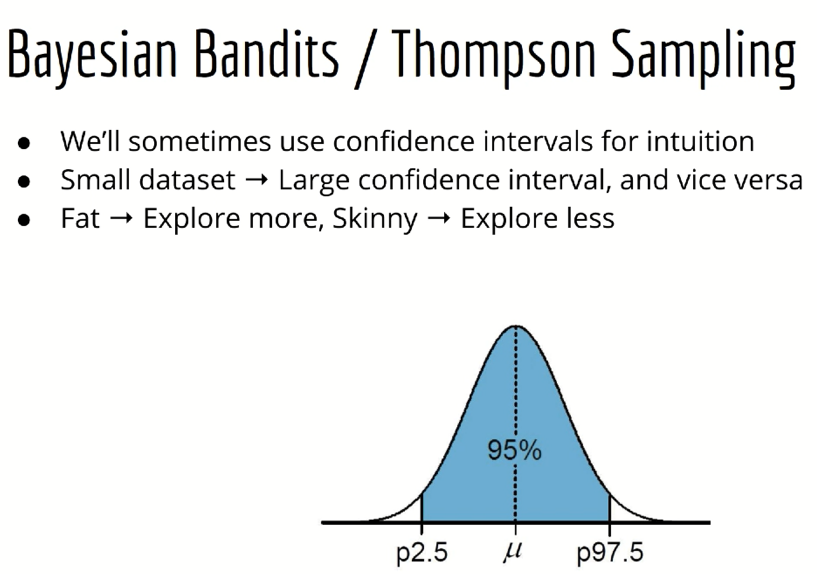 Bayesian Bandits / Thompson Sampling
● We'll sometimes use confidence intervals for intuition
● Small dataset → Large confidence interval, and vice versa
● Fat → Explore more, Skinny → Explore less
95%
p2.5 μ p97.5